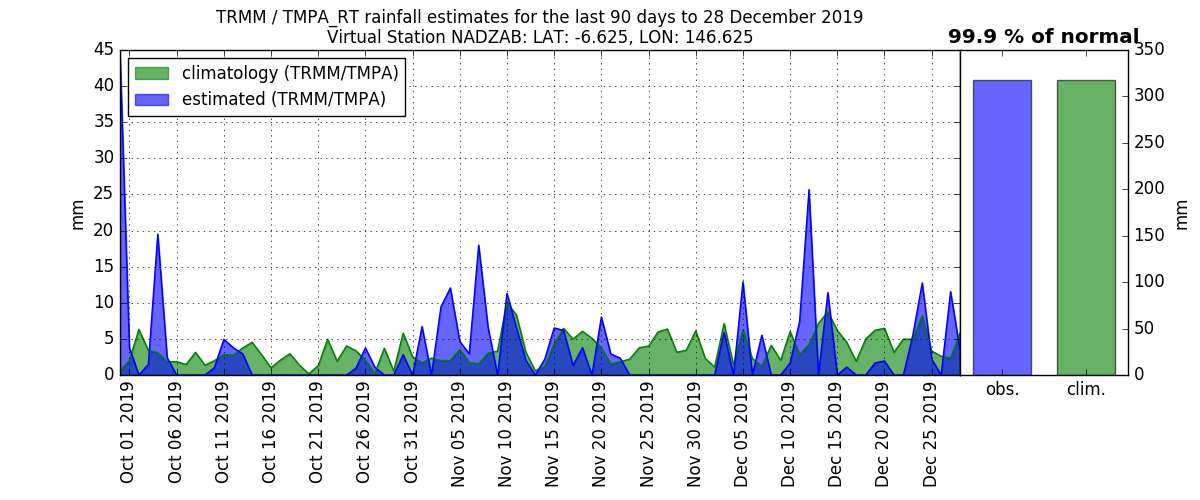 TRMM / TMPA_RT rainfall estimates for the last 90 days to 28 December 2019
Virtual Station NADZAB: LAT: -6.625, LON: 146.625
99.9 % of normal
climatology (TRMM/TMPA)
estimated (TRMM/TMPA)
mm
45
40
35
30
25
20
15
10
5
0
Oct 01 2019
Oct 06 2019
Oct 11 2019
Oct 16 2019
Oct 21 2019
Oct 26 2019
Oct 31 2019
Nov 05 2019
Nov 10 2019
Nov 15 2019
Nov 20 2019
Nov 25 2019
Nov 30 2019
Dec 05 2019
Dec 10 2019
Dec 15 2019
Dec 20 2019
Dec 25 2019
obs.
clim.
350
300
250
200
150
100
50
0
mm